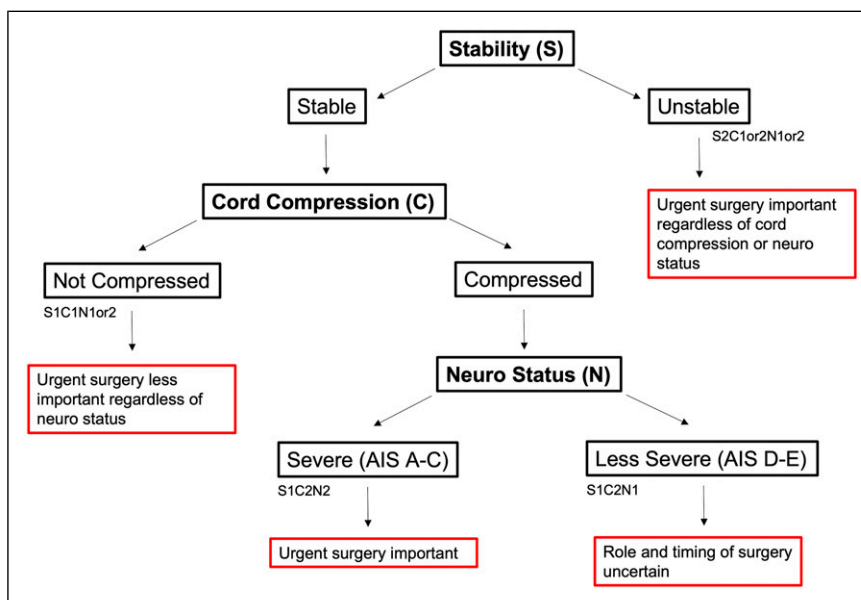 Stability (S)
Stable
Unstable
S2C1or2N1or2
Cord Compression (C)
Urgent surgery important
regardless of cord
compression or neuro
status
Not Compressed
Compressed
S1C1N1or2
Urgent surgery less
important regardless of
neuro status
Neuro Status (N)
Severe (AIS A-C)
Less Severe (AIS D-E)
S1C2N2
S1C2N1
Urgent surgery important
Role and timing of surgery
uncertain